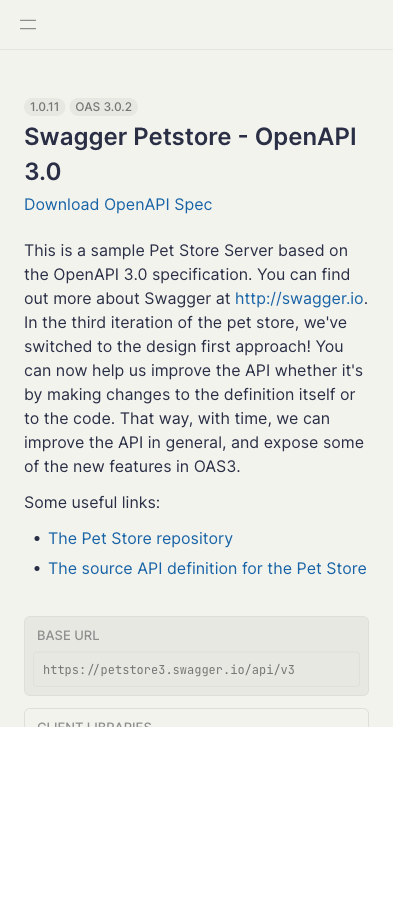 1.0.11 OAS 3.0.2
Swagger Petstore - OpenAPI
3.0
Download OpenAPI Spec
This is a sample Pet Store Server based on
the OpenAPI 3.0 specification. You can find
out more about Swagger at http://swagger.io.
In the third iteration of the pet store, we've
switched to the design first approach! You
can now help us improve the API whether it's
by making changes to the definition itself or
to the code. That way, with time, we can
improve the API in general, and expose some
of the new features in OAS3.
Some useful links:
• The Pet Store repository
• The source API definition for the Pet Store
BASE URL
https://petstore3.swagger.io/api/v3
CLIENT LIBRARIES